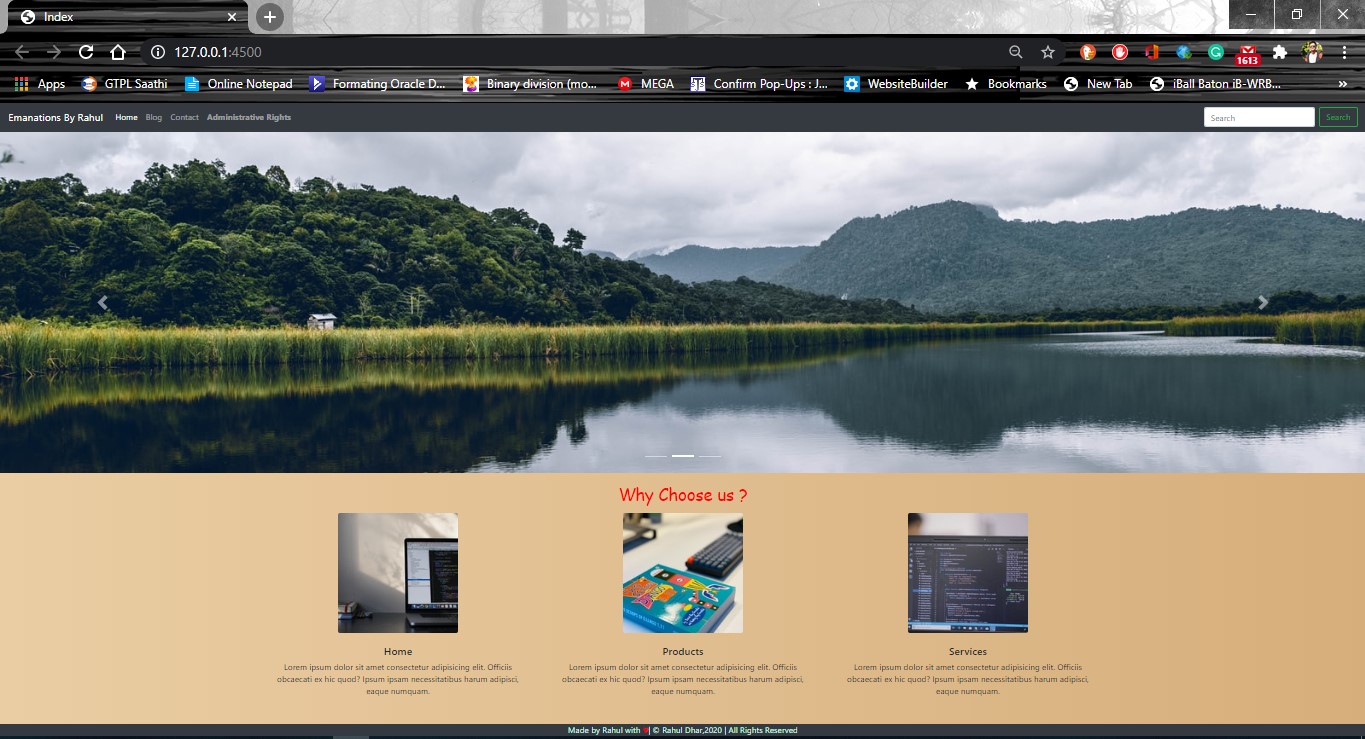 Index
127.0.0.1:4500
1613
Apps GTPL Saathi Online Notepad Formating Oracle D... Binary division (mo... MEGA Confirm Pop-Ups : J... WebsiteBuilder Bookmarks New Tab iBall Baton iB-WRB... »
Emanations By Rahul Home Blog Contact Administrative Rights Search Search
Why Choose us ?
Home
Lorem ipsum dolor sit amet consectetur adipisicing elit. Officiis
obcaecati ex hic quod? Ipsum ipsam necessitatibus harum adipisci,
eaque numquam.
Products
Lorem ipsum dolor sit amet consectetur adipisicing elit. Officiis
obcaecati ex hic quod? Ipsum ipsam necessitatibus harum adipisci,
eaque numquam.
Services
Lorem ipsum dolor sit amet consectetur adipisicing elit. Officiis
obcaecati ex hic quod? Ipsum ipsam necessitatibus harum adipisci,
eaque numquam.
Made by Rahul with ❤| © Rahul Dhar,2020 | All Rights Reserved